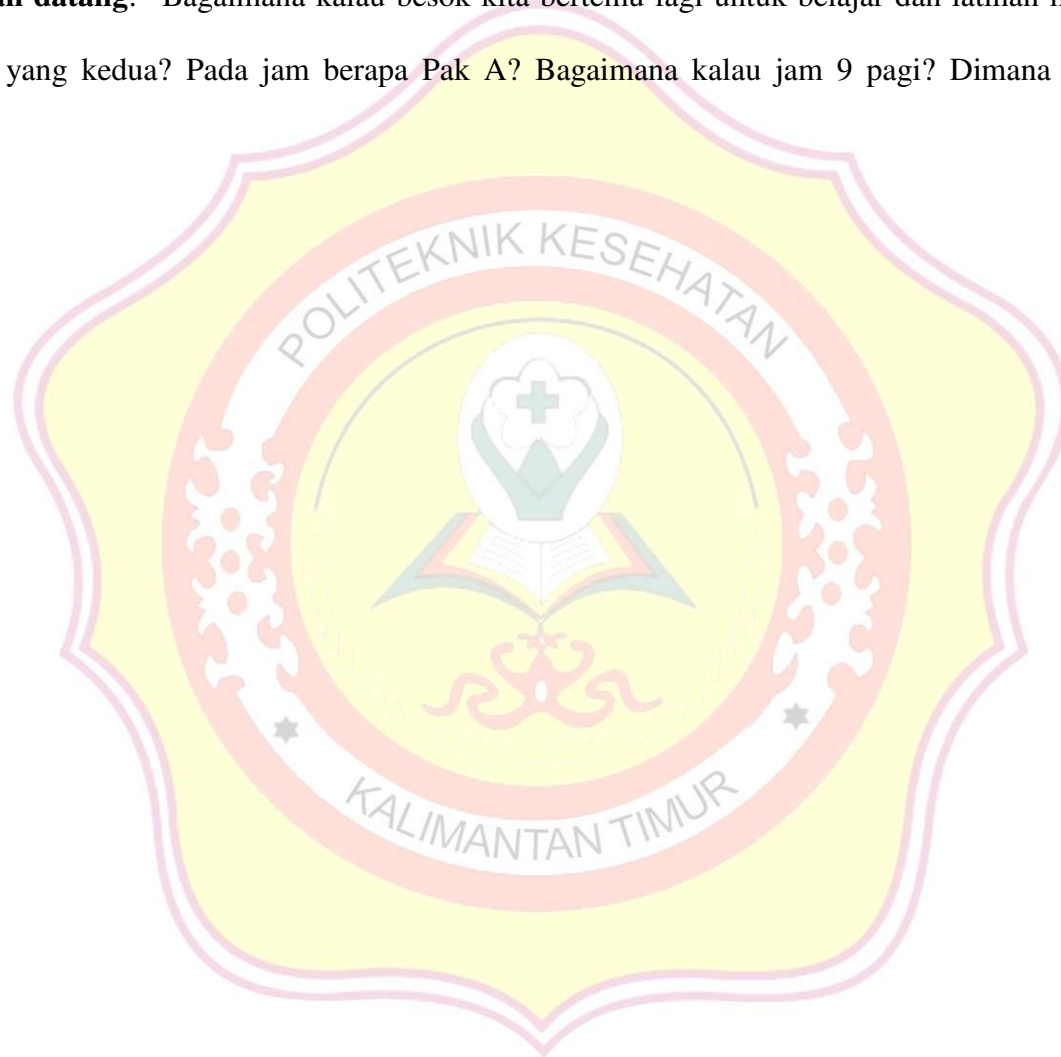 datang: "Bagaimana kalau besok kita bertemu lagi untuk belajar dan latihan
yang kedua? Pada jam berapa Pak A? Bagaimana kalau jam 9 pagi? Dimana
POLITEKNIK KESEHATAN
KALIMANTAN TIMUR